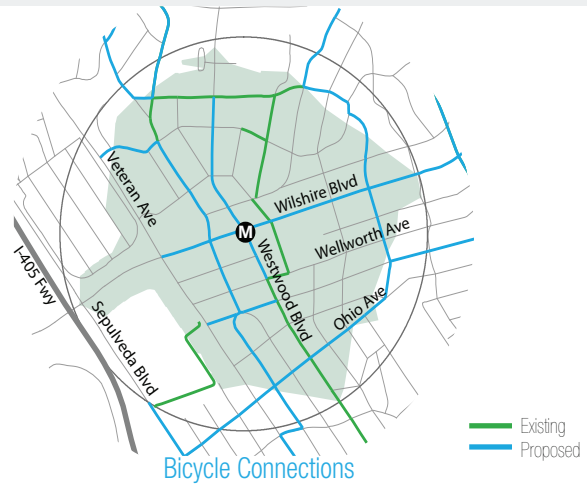 Veteran Ave
Wilshire Blvd
M
Wellworth Ave
Westwood Blvd
I-405 Fwy
Ohio Ave
Sepulveda Blvd
Existing
Proposed
Bicycle Connections